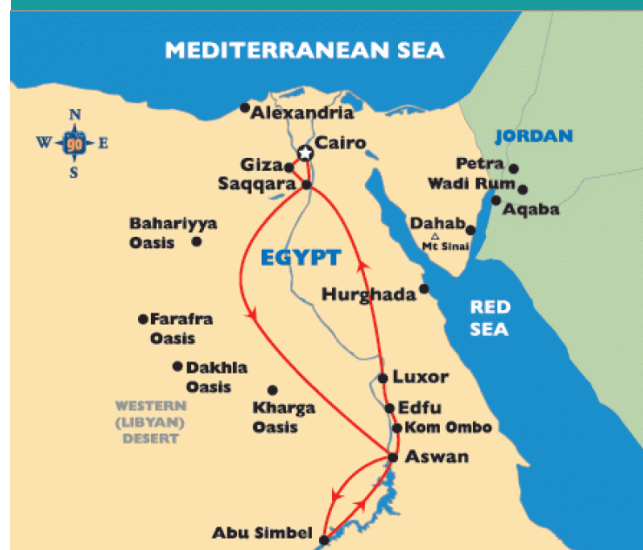 MEDITERRANEAN SEA
N
W go E
S
Alexandria
Cairo
Giza
Saqqara
JORDAN
Petra
Wadi Rum
Aqaba
Bahariyya
Oasis
Dahab
Mt Sinai
EGYPT
Hurghada
RED
SEA
Farafra
Oasis
Dakhla
Oasis
Luxor
Kharga
Oasis
Edfu
WESTERN
(LIBYAN)
DESERT
Kom Ombo
Aswan
Abu Simbel